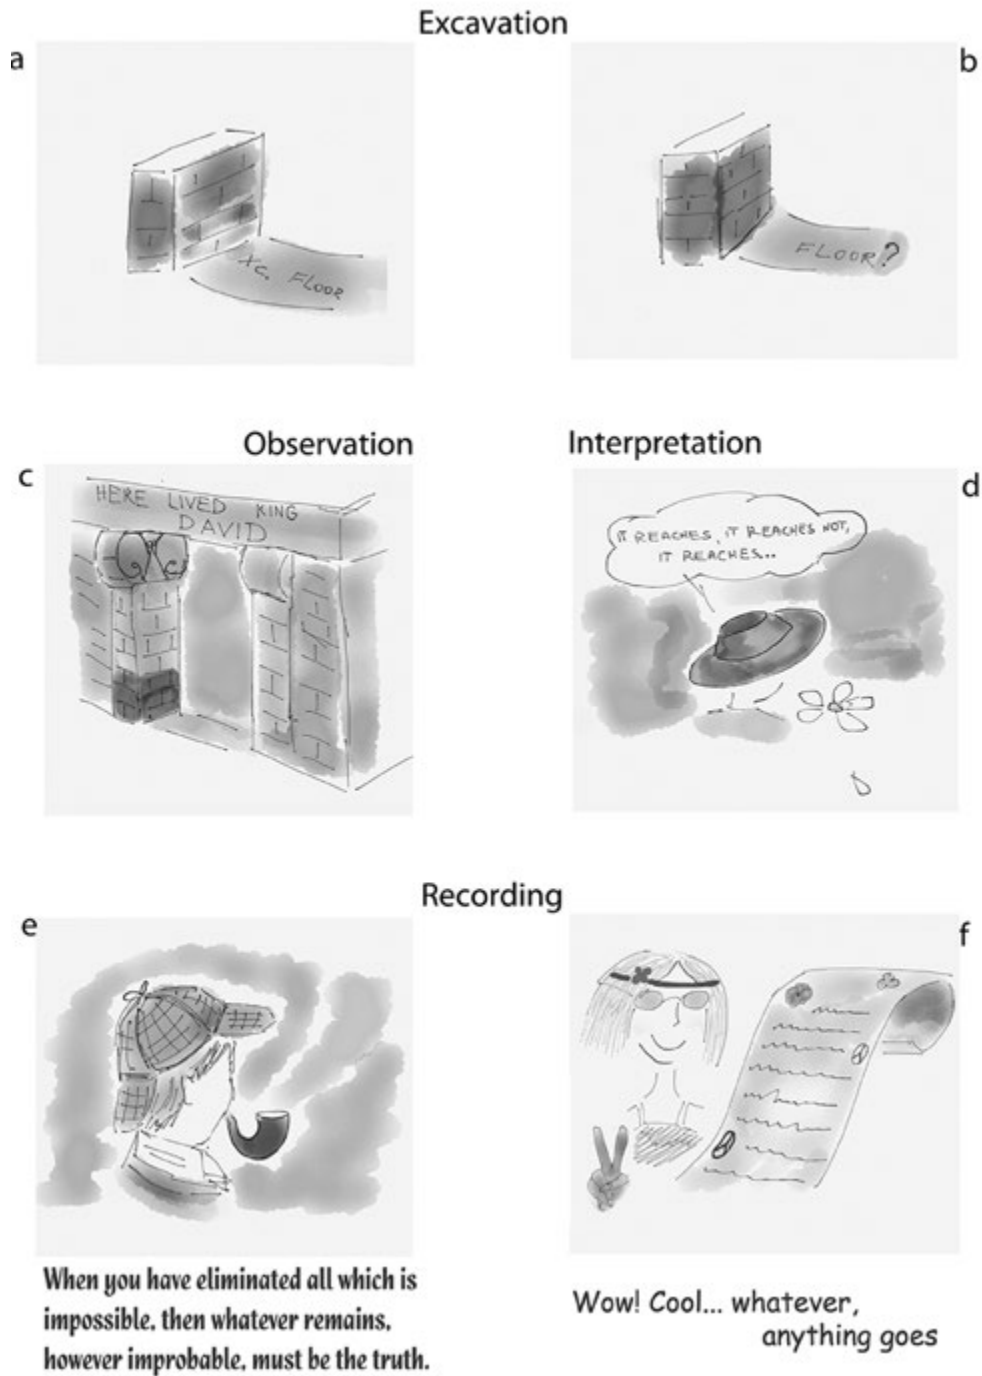 Excavation
a
b
Xc. FLOOR
FLOOR?
Observation
Interpretation
c
d
HERE LIVED KING
DAVID
IT REACHES, IT REACHES NOT,
IT REACHES...
Recording
e
f
When you have eliminated all which is
impossible, then whatever remains,
however improbable, must be the truth.
Wow! Cool... whatever,
anything goes